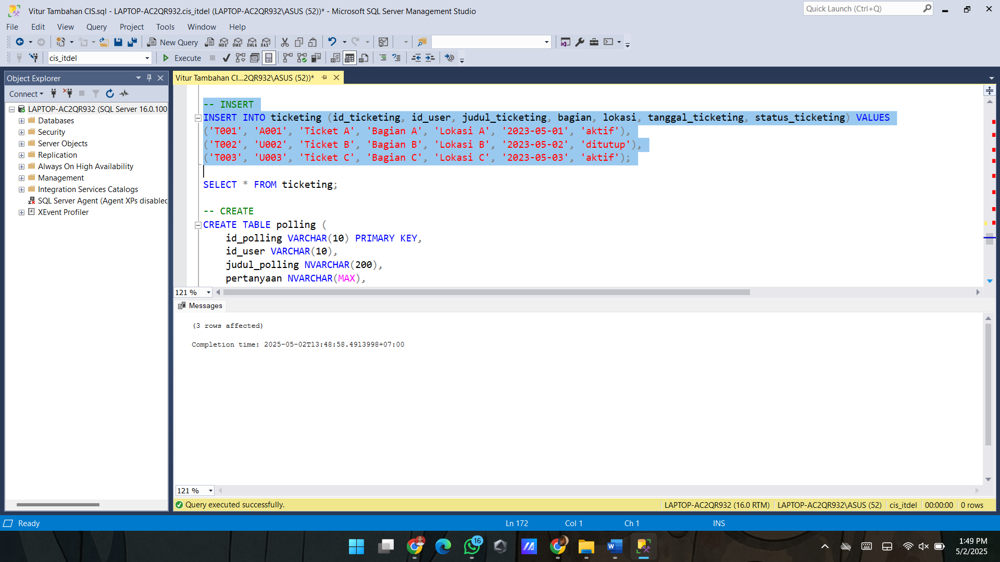 Vitur Tambahan CIS.sql - LAPTOP-AC2QR932.cis_itdel (LAPTOP-AC2QR932\ASUS (52))* - Microsoft SQL Server Management Studio
Quick Launch (Ctrl+Q)
File Edit View Query Project Tools Window Help
New Query
MDX DMX XMLA DAX
cis_itdel
Execute
Object Explorer
Vitur Tambahan CI...2QR932\ASUS (52))*
Connect
LAPTOP-AC2QR932 (SQL Server 16.0.100
Databases
Security
Server Objects
Replication
Always On High Availability
Management
Integration Services Catalogs
SQL Server Agent (Agent XPs disabled
XEvent Profiler
-- INSERT
INSERT INTO ticketing (id_ticketing, id_user, judul_ticketing, bagian, lokasi, tanggal_ticketing, status_ticketing) VALUES
('T001', 'A001', 'Ticket A', 'Bagian A', 'Lokasi A', '2023-05-01', 'aktif'),
('T002', 'U002', 'Ticket B', 'Bagian B', 'Lokasi B', '2023-05-02', 'ditutup'),
('T003', 'U003', 'Ticket C', 'Bagian C', 'Lokasi C', '2023-05-03', 'aktif');
SELECT * FROM ticketing;
-- CREATE
CREATE TABLE polling (
id_polling VARCHAR(10) PRIMARY KEY,
id_user VARCHAR(10),
judul_polling NVARCHAR(200),
pertanyaan NVARCHAR(MAX),
121 %
Messages
(3 rows affected)
Completion time: 2025-05-02T13:48:58.4913998+07:00
121 %
Query executed successfully.
LAPTOP-AC2QR932 (16.0 RTM) LAPTOP-AC2QR932\ASUS (52) cis_itdel 00:00:00 0 rows
Ready
Ln 172 Col 1 Ch 1 INS
16
1:49 PM
5/2/2025